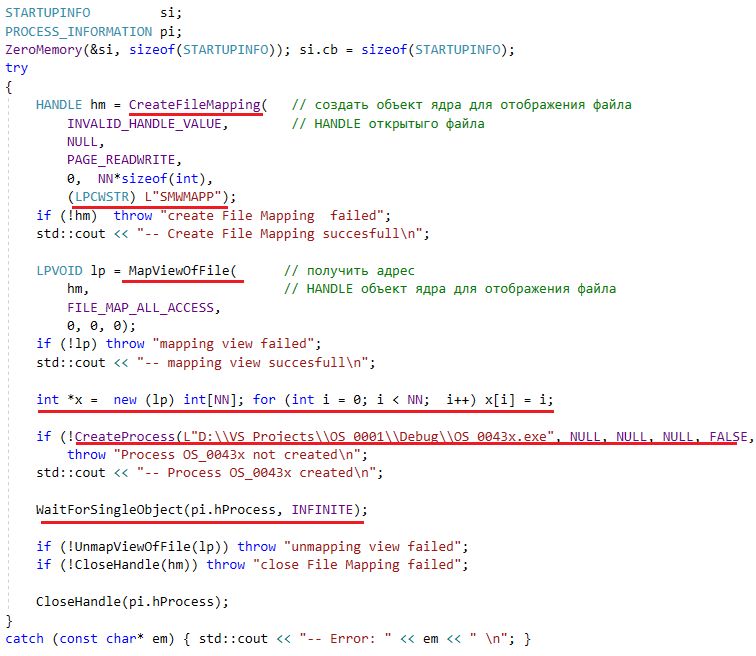 STARTUPINFO         si;
PROCESS_INFORMATION pi;
ZeroMemory(&si, sizeof(STARTUPINFO)); si.cb = sizeof(STARTUPINFO);
try
{
    HANDLE hm = CreateFileMapping(   // создать объект ядра для отображения файла
        INVALID_HANDLE_VALUE,        // HANDLE открытыго файла
        NULL,
        PAGE_READWRITE,
        0,  NN*sizeof(int),
        (LPCWSTR) L"SMWMAPP");
    if (!hm)  throw "create File Mapping  failed";
    std::cout << "-- Create File Mapping succesfull\n";
    LPVOID lp = MapViewOfFile(      // получить адрес
        hm,                         // HANDLE объект ядра для отображения файла
        FILE_MAP_ALL_ACCESS,
        0, 0, 0);
    if (!lp) throw "mapping view failed";
    std::cout << "-- mapping view succesfull\n";
    int *x =  new (lp) int[NN]; for (int i = 0; i < NN;  i++) x[i] = i;
    if (!CreateProcess(L"D:\\VS_Projects\\OS_0001\\Debug\\OS_0043x.exe", NULL, NULL, NULL, FALSE,
        throw "Process OS_0043x not created\n";
    std::cout << "-- Process OS_0043x created\n";
    WaitForSingleObject(pi.hProcess, INFINITE);
    if (!UnmapViewOfFile(lp)) throw "unmapping view failed";
    if (!CloseHandle(hm)) throw "close File Mapping failed";
    CloseHandle(pi.hProcess);
}
catch (const char* em) { std::cout << "-- Error: " << em << " \n"; }